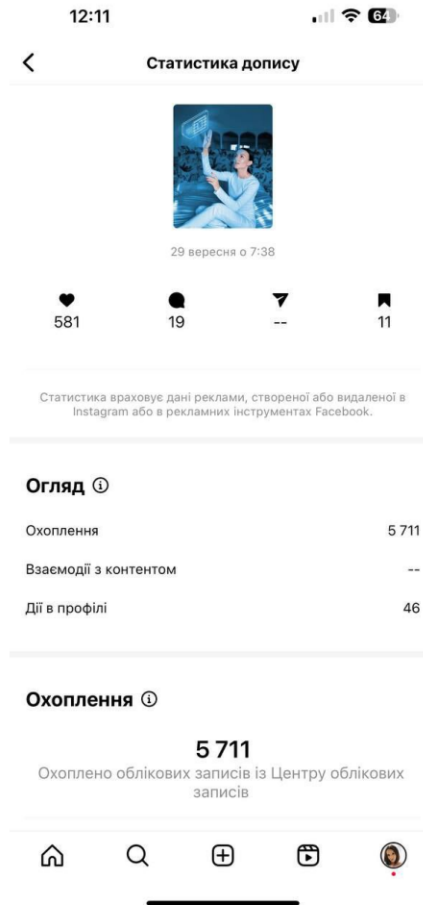 12:11
64
Статистика допису
29 вересня о 7:38
581
19
--
11
Статистика враховує дані реклами, створеної або видаленої в
Instagram або в рекламних інструментах Facebook.
Огляд
Охоплення 5 711
Взаємодії з контентом --
Дії в профілі 46
Охоплення
5 711
Охоплено облікових записів із Центру облікових
записів